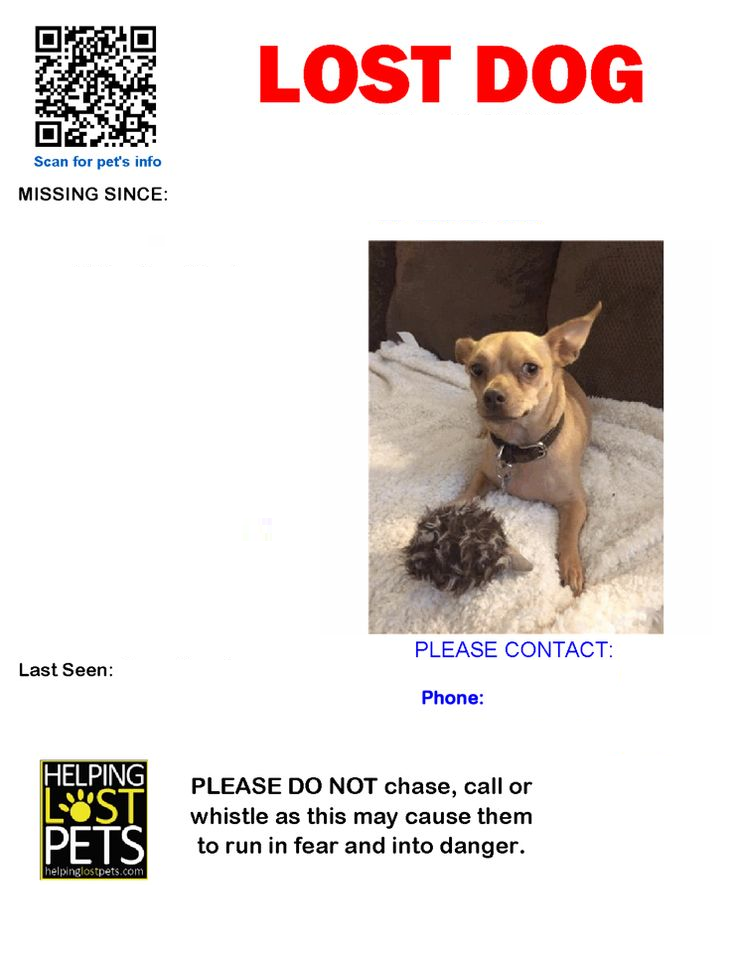 LOST DOG
Scan for pet's info
MISSING SINCE:
PLEASE CONTACT:
Last Seen:
Phone:
HELPING
LOST
PETS
helpinglostpets.com
PLEASE DO NOT chase, call or
whistle as this may cause them
to run in fear and into danger.